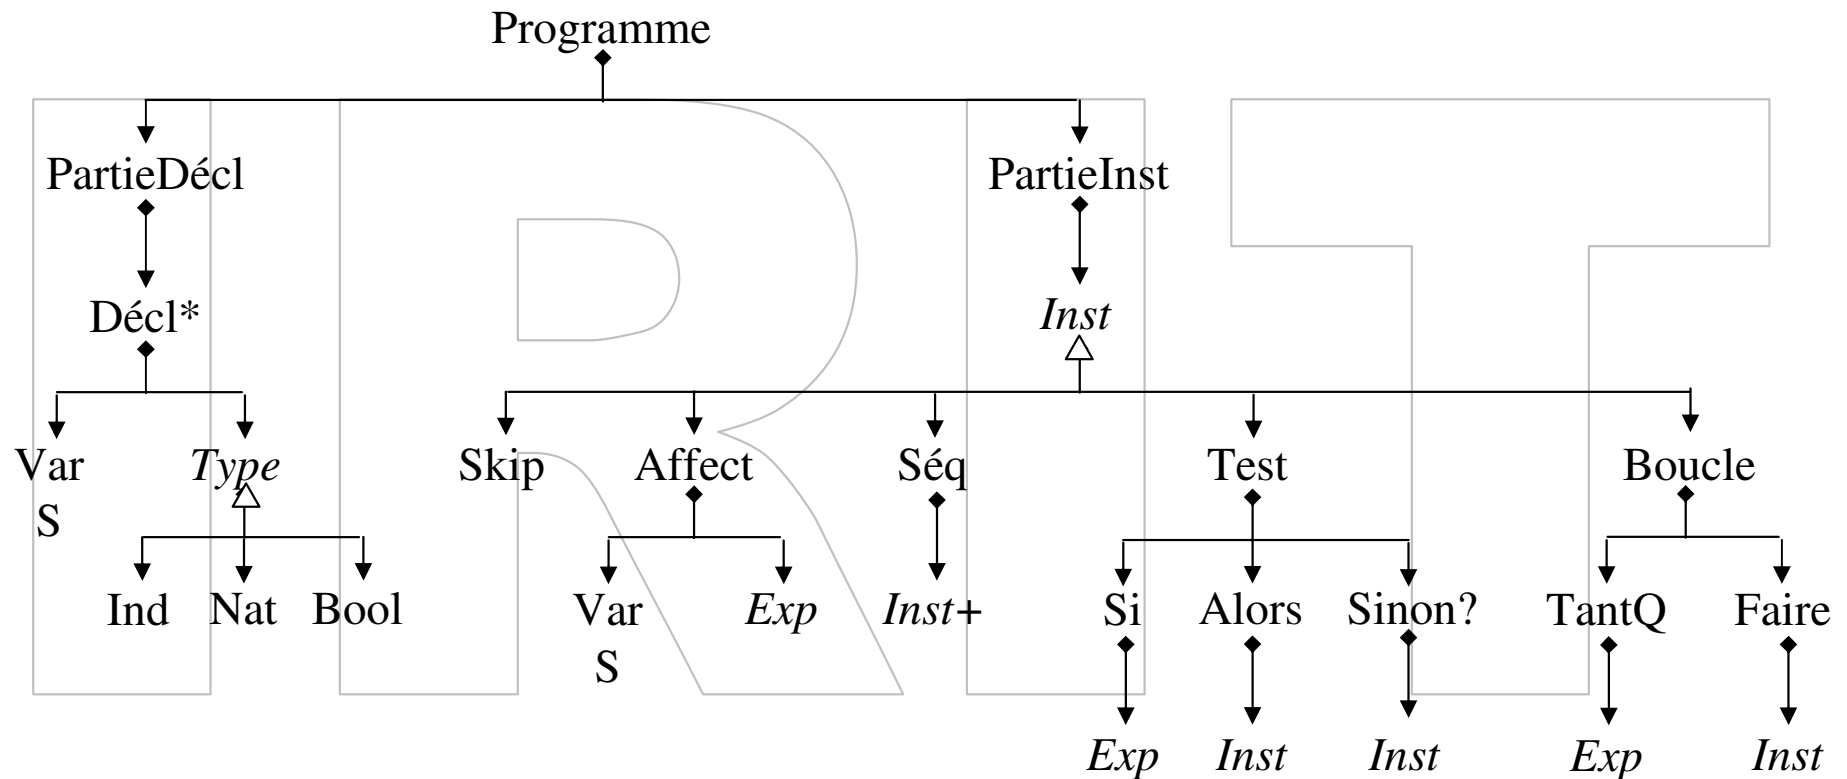 Programme
PartieDécl PartieInst
Décl* Inst
Var Type Skip Affect Séq Test Boucle
S
Ind Nat Bool Var Exp Inst+ Si Alors Sinon? TantQ Faire
S
Exp Inst Inst Exp Inst
IRIT